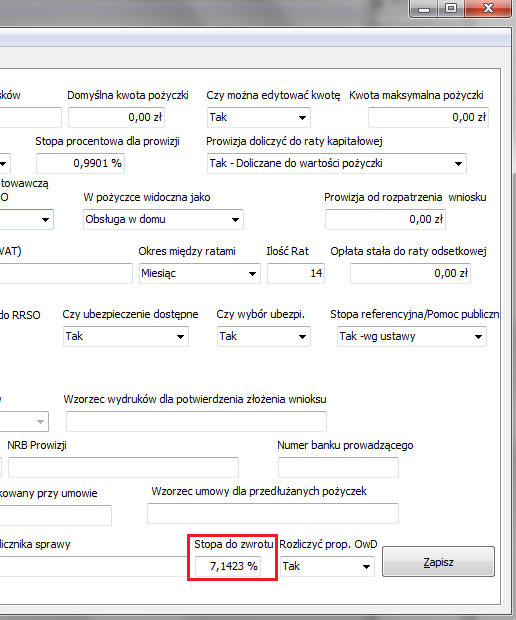 sków Domyślna kwota pożyczki Czy można edytować kwotę Kwota maksymalna pożyczki
0,00 zł Tak 0,00 zł
Stopa procentowa dla prowizji Prowizja doliczyć do raty kapitałowej
0,9901 % Tak - Doliczane do wartości pożyczki
towawczą
O W pożyczce widoczna jako Prowizja od rozpatrzenia wniosku
Obsługa w domu 0,00 zł
WAT) Okres między ratami Ilość Rat Opłata stała do raty odsetkowej
Miesiąc 14 0,00 zł
do RRSO Czy ubezpieczenie dostępne Czy wybór ubezpi. Stopa referencyjna/Pomoc publiczn
Tak Tak Tak -wg ustawy
Wzorzec wydruków dla potwierdzenia złożenia wnioksu
NRB Prowizji Numer banku prowadzącego
kowany przy umowie Wzorzec umowy dla przedłużanych pożyczek
licznika sprawy Stopa do zwrotu Rozliczyć prop. OwD
7,1423 % Tak Zapisz